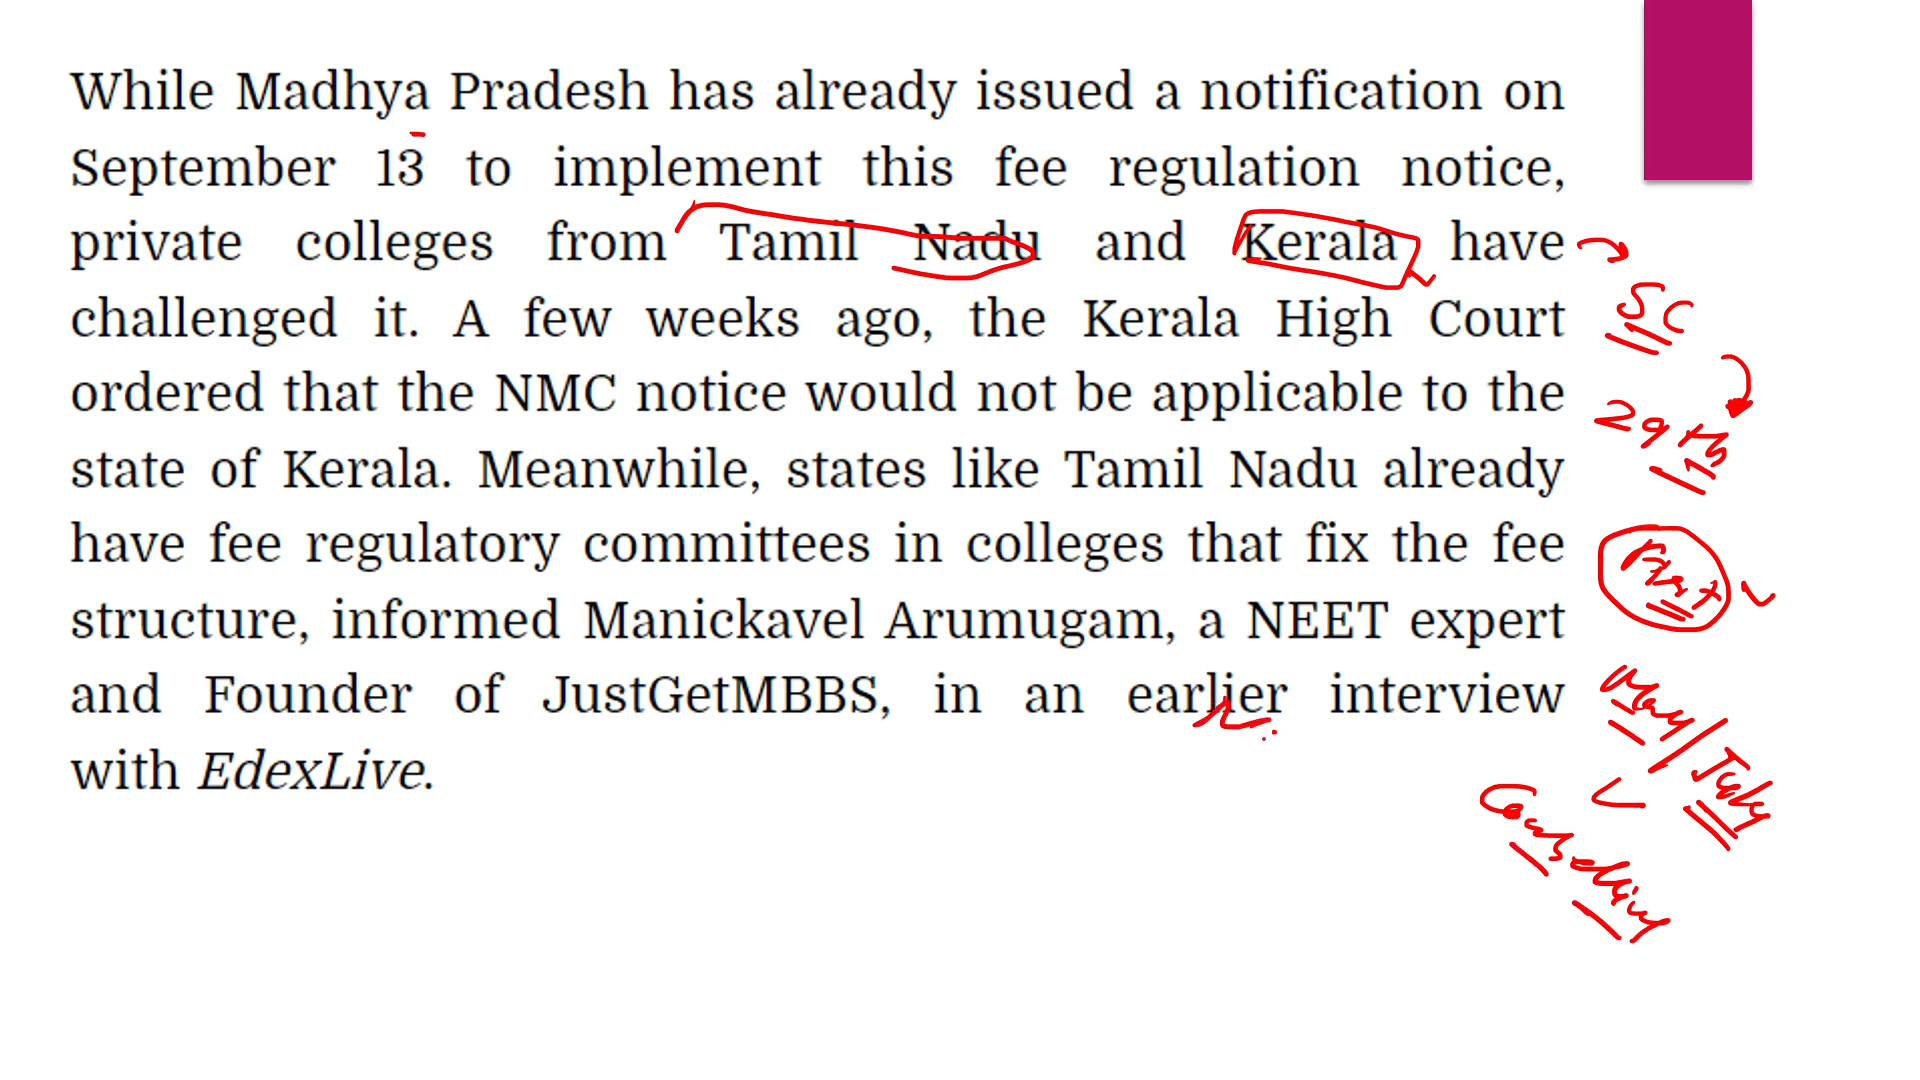 While Madhya Pradesh has already issued a notification on
September 13 to implement this fee regulation notice,
private colleges from Tamil Nadu and Kerala have
challenged it. A few weeks ago, the Kerala High Court
ordered that the NMC notice would not be applicable to the
state of Kerala. Meanwhile, states like Tamil Nadu already
have fee regulatory committees in colleges that fix the fee
structure, informed Manickavel Arumugam, a NEET expert
and Founder of JustGetMBBS, in an earlier interview
with EdexLive.
SC
29th
May/July
Counselling